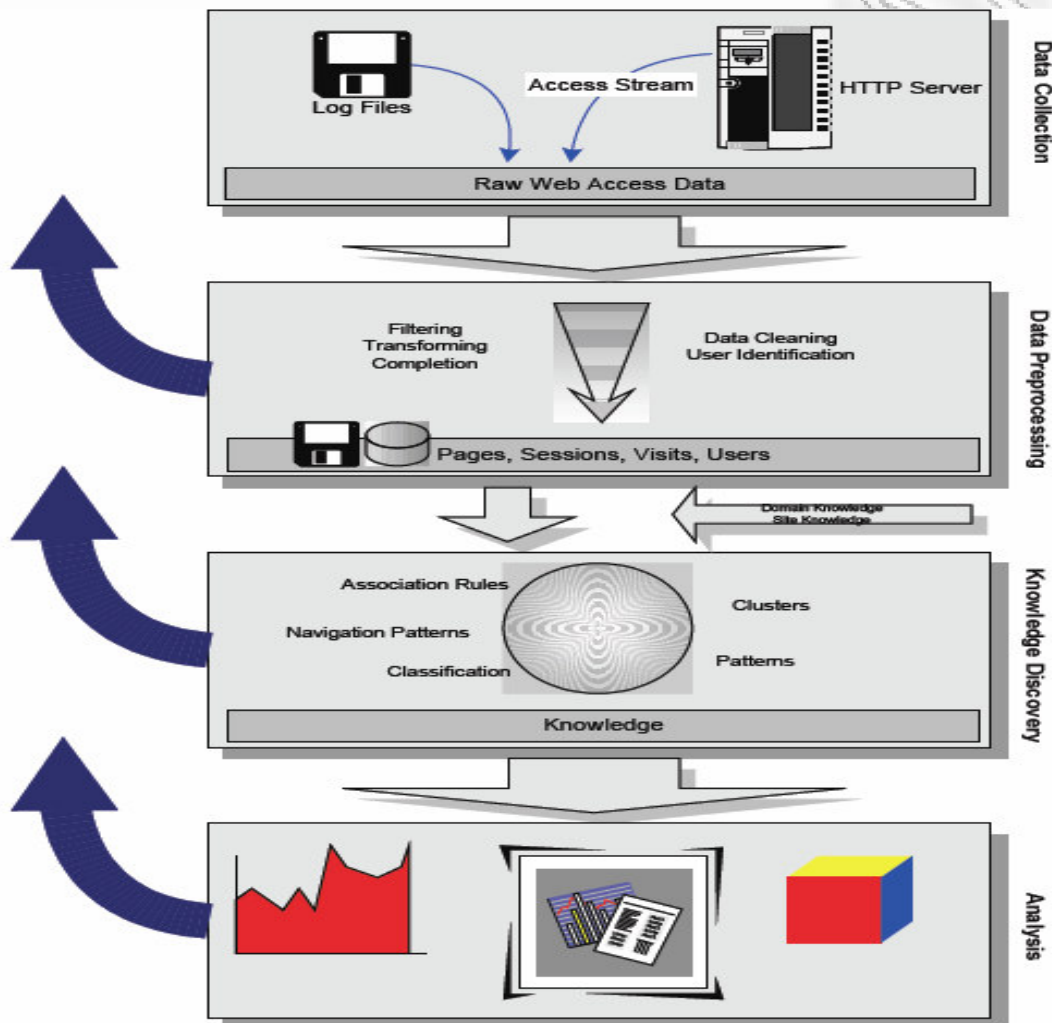 Data Collection
Log Files
Access Stream
HTTP Server
Raw Web Access Data
Data Preprocessing
Filtering
Transforming
Completion
Data Cleaning
User Identification
Pages, Sessions, Visits, Users
Domain Knowledge
Site Knowledge
Knowledge Discovery
Association Rules
Clusters
Navigation Patterns
Patterns
Classification
Knowledge
Analysis